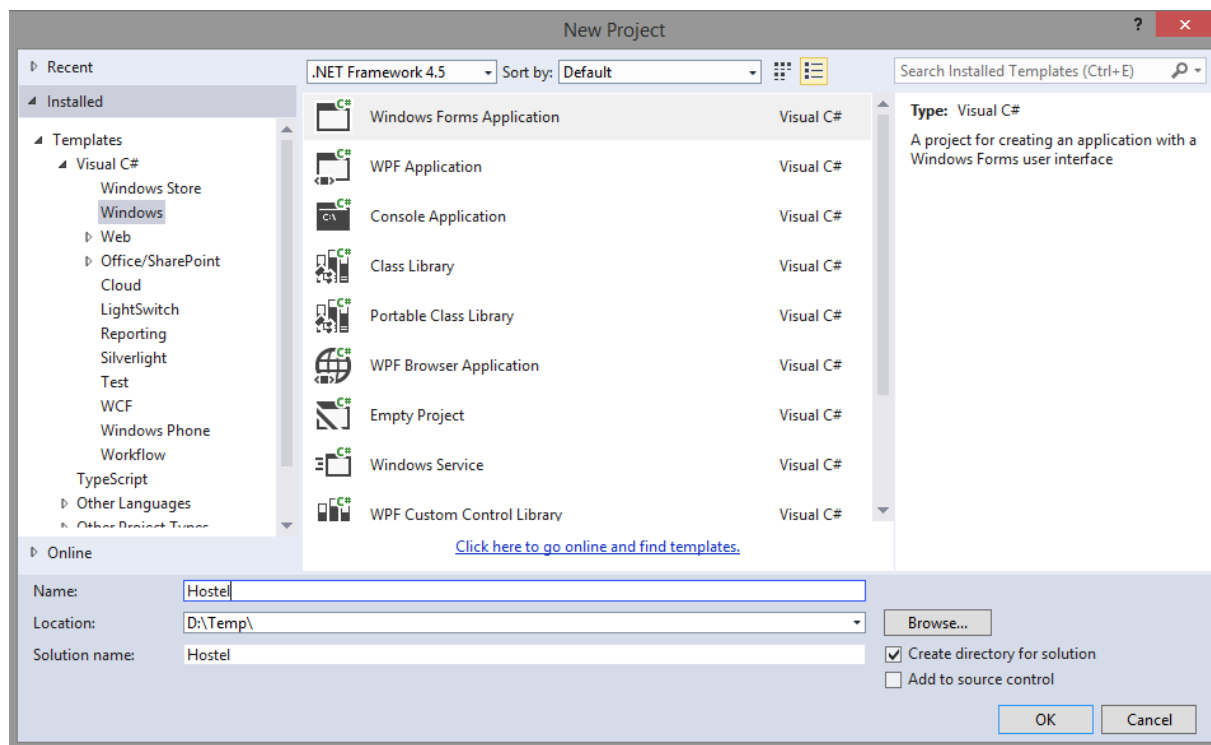 New Project
?
Recent
.NET Framework 4.5
Sort by:
Default
Search Installed Templates (Ctrl+E)
Installed
Templates
Visual C#
Windows Store
Windows
Web
Office/SharePoint
Cloud
LightSwitch
Reporting
Silverlight
Test
WCF
Windows Phone
Workflow
TypeScript
Other Languages
Other Project Types
Online
C# Windows Forms Application Visual C#
C# WPF Application Visual C#
C# C:\ Console Application Visual C#
C# Class Library Visual C#
C# Portable Class Library Visual C#
C# WPF Browser Application Visual C#
C# Empty Project Visual C#
C# Windows Service Visual C#
C# WPF Custom Control Library Visual C#
Click here to go online and find templates.
Type: Visual C#
A project for creating an application with a
Windows Forms user interface
Name: Hostel
Location: D:\Temp\
Browse...
Solution name: Hostel
Create directory for solution
Add to source control
OK
Cancel